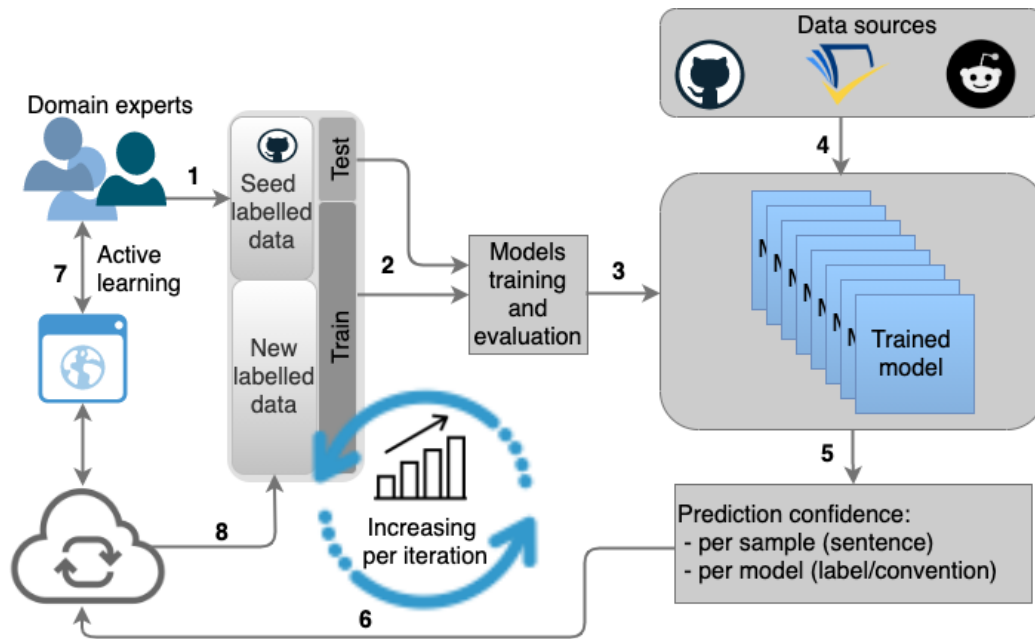 Data sources
Domain experts
1
Seed
labelled
data
Test
4
7
Active
learning
2
Models
training
and
evaluation
3
M
M
M
M
M
M
M
Trained
model
New
labelled
data
Train
5
Increasing
per iteration
8
Prediction confidence:
- per sample (sentence)
- per model (label/convention)
6